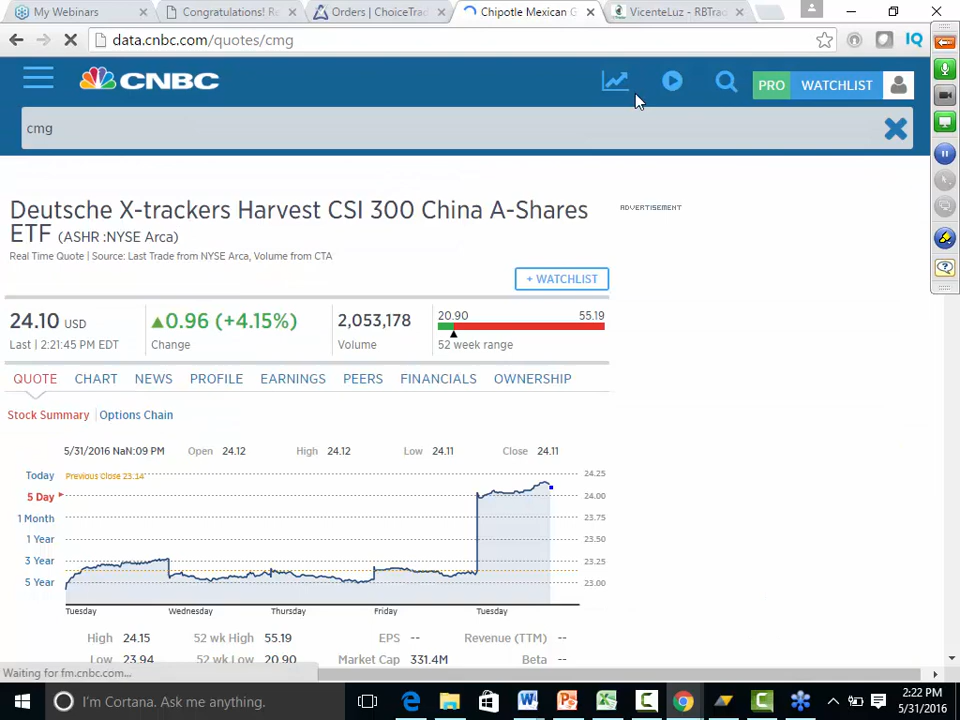 My Webinars
Congratulations! Re
Orders | ChoiceTrad
Chipotle Mexican G
VicenteLuz - RBTrac
data.cnbc.com/quotes/cmg
IQ
CNBC
PRO
WATCHLIST
cmg
Deutsche X-trackers Harvest CSI 300 China A-Shares
ETF (ASHR :NYSE Arca)
ADVERTISEMENT
Real Time Quote | Source: Last Trade from NYSE Arca, Volume from CTA
+ WATCHLIST
24.10 USD
0.96 (+4.15%)
2,053,178
20.90
55.19
Last | 2:21:45 PM EDT
Change
Volume
52 week range
QUOTE CHART NEWS PROFILE EARNINGS PEERS FINANCIALS OWNERSHIP
Stock Summary | Options Chain
5/31/2016 NaN:09 PM Open 24.12 High 24.12 Low 24.11 Close 24.11
Today
Previous Close 23.14
24.25
5 Day
24.00
1 Month
23.75
1 Year
23.50
3 Year
23.25
5 Year
23.00
Tuesday Wednesday Thursday Friday Tuesday
High 24.15 52 wk High 55.19 EPS -- Revenue (TTM) --
Low 23.94 52 wk Low 20.90 Market Cap 331.4M Beta --
Waiting for fm.cnbc.com...
I'm Cortana. Ask me anything.
2:22 PM
5/31/2016